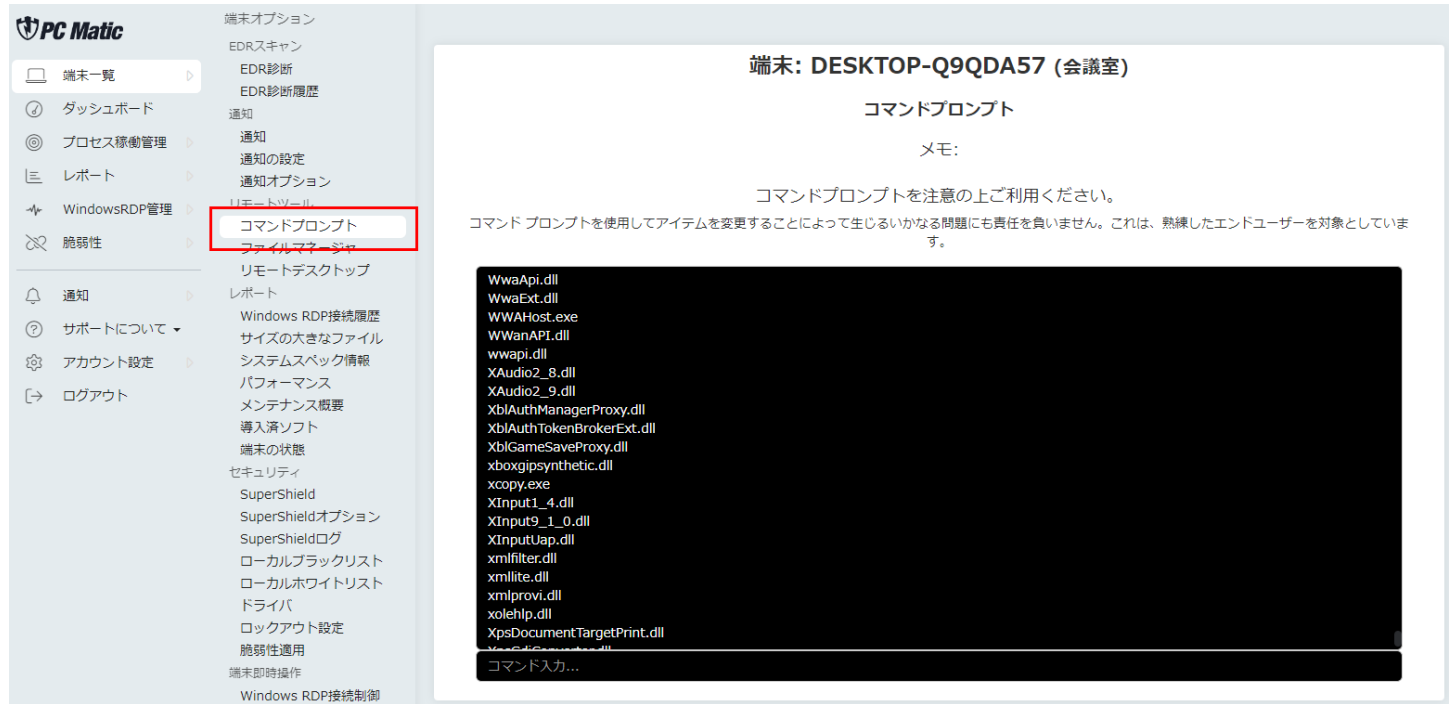 PC Matic
端末一覧
ダッシュボード
プロセス稼働管理
レポート
WindowsRDP管理
脆弱性
通知
サポートについて
アカウント設定
ログアウト
端末オプション
EDRスキャン
EDR診断
EDR診断履歴
通知
通知
通知の設定
通知オプション
リモートツール
コマンドプロンプト
ファイルマネージャ
リモートデスクトップ
レポート
Windows RDP接続履歴
サイズの大きなファイル
システムスペック情報
パフォーマンス
メンテナンス概要
導入済ソフト
端末の状態
セキュリティ
SuperShield
SuperShieldオプション
SuperShieldログ
ローカルブラックリスト
ローカルホワイトリスト
ドライバ
ロックアウト設定
脆弱性適用
端末即時操作
Windows RDP接続制御
端末: DESKTOP-Q9QDA57 (会議室)
コマンドプロンプト
メモ:
コマンドプロンプトを注意の上ご利用ください。
コマンド プロンプトを使用してアイテムを変更することによって生じるいかなる問題にも責任を負いません。これは、熟練したエンドユーザーを対象としていま
す。
WwaApi.dll
WwaExt.dll
WWAHost.exe
WWanAPI.dll
wwapi.dll
XAudio2_8.dll
XAudio2_9.dll
XblAuthManagerProxy.dll
XblAuthTokenBrokerExt.dll
XblGameSaveProxy.dll
xboxgipsynthetic.dll
xcopy.exe
XInput1_4.dll
XInput9_1_0.dll
XInputUap.dll
xmlfilter.dll
xmllite.dll
xmlprovi.dll
xolehlp.dll
XpsDocumentTargetPrint.dll
XpsGdiConverter.dll
コマンド入力...